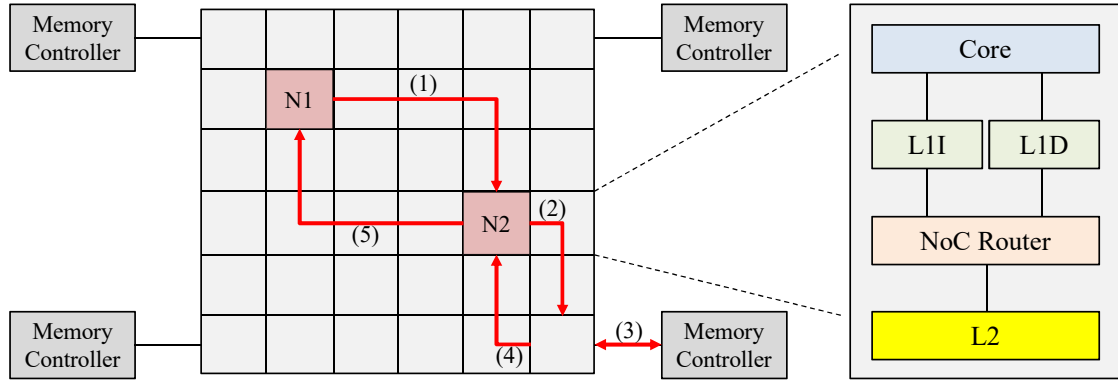 Memory
Controller
Memory
Controller
N1
(1)
N2
(2)
(5)
(4)
(3)
Memory
Controller
Memory
Controller
Core
L1I
L1D
NoC Router
L2